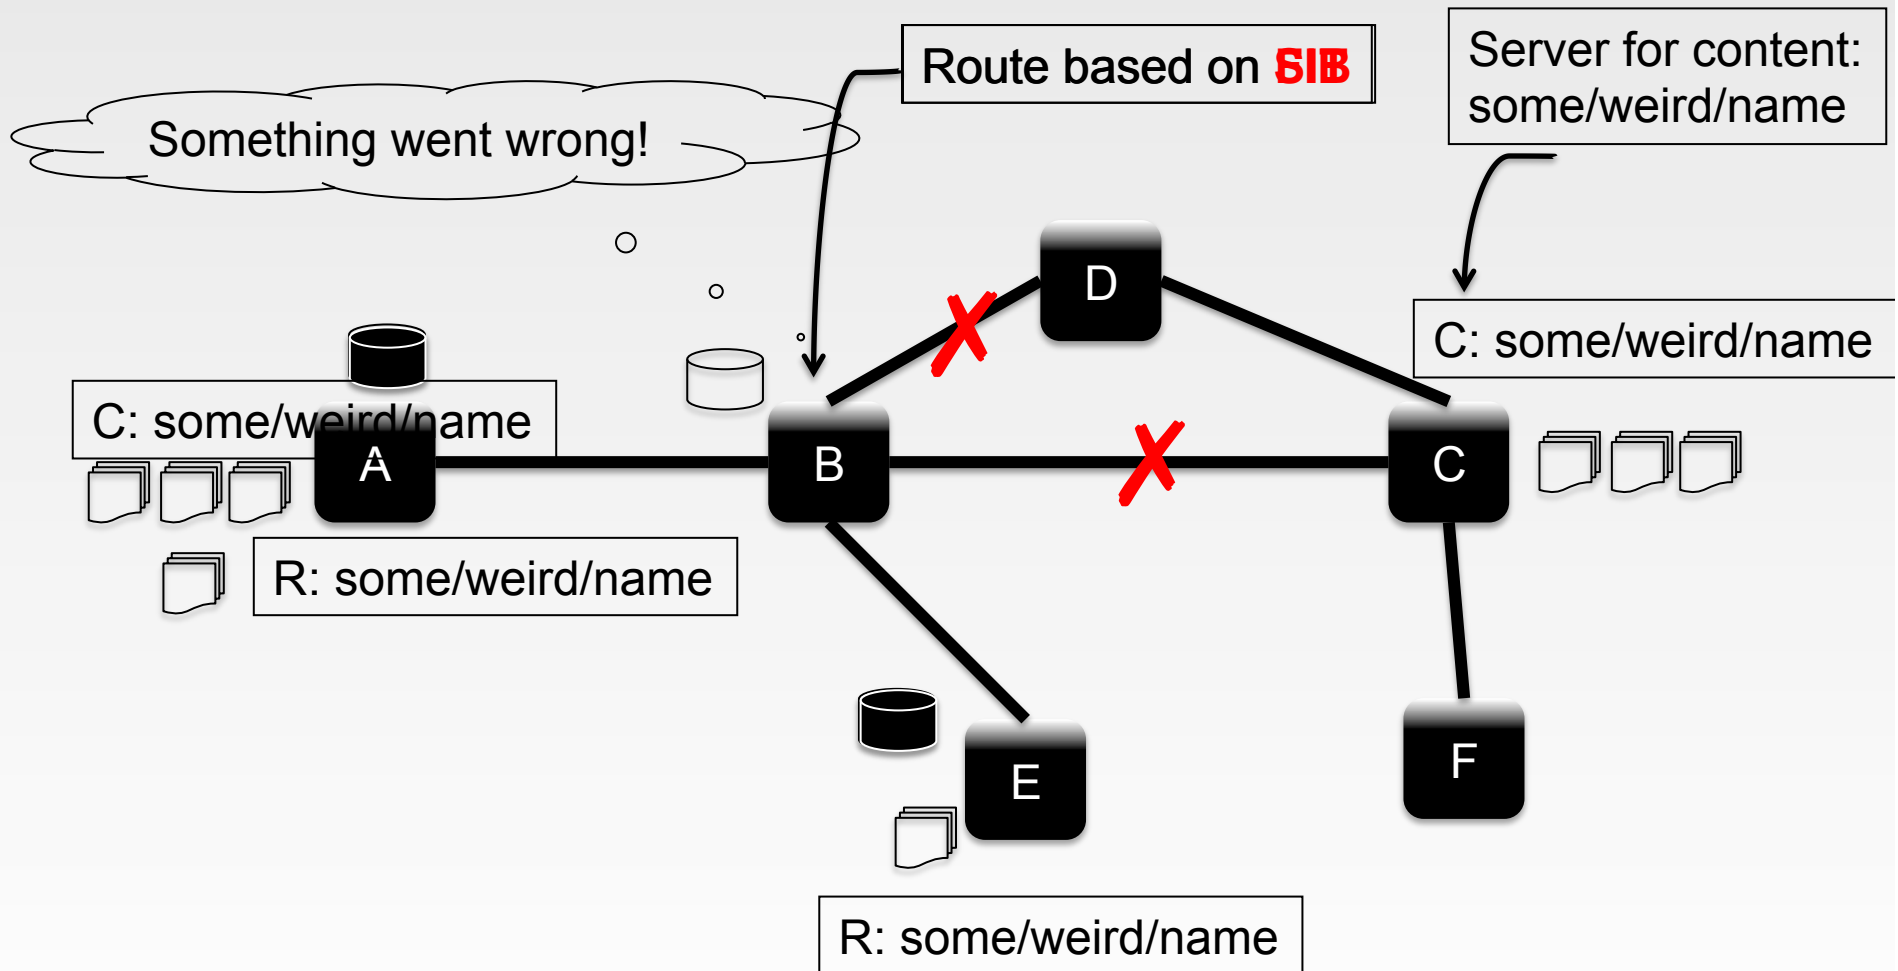 Route based on
Server for content:
some/weird/name
Something went wrong!
D
C: some/weird/name
C: some/weird/name
A
B
C
R: some/weird/name
E
F
R: some/weird/name